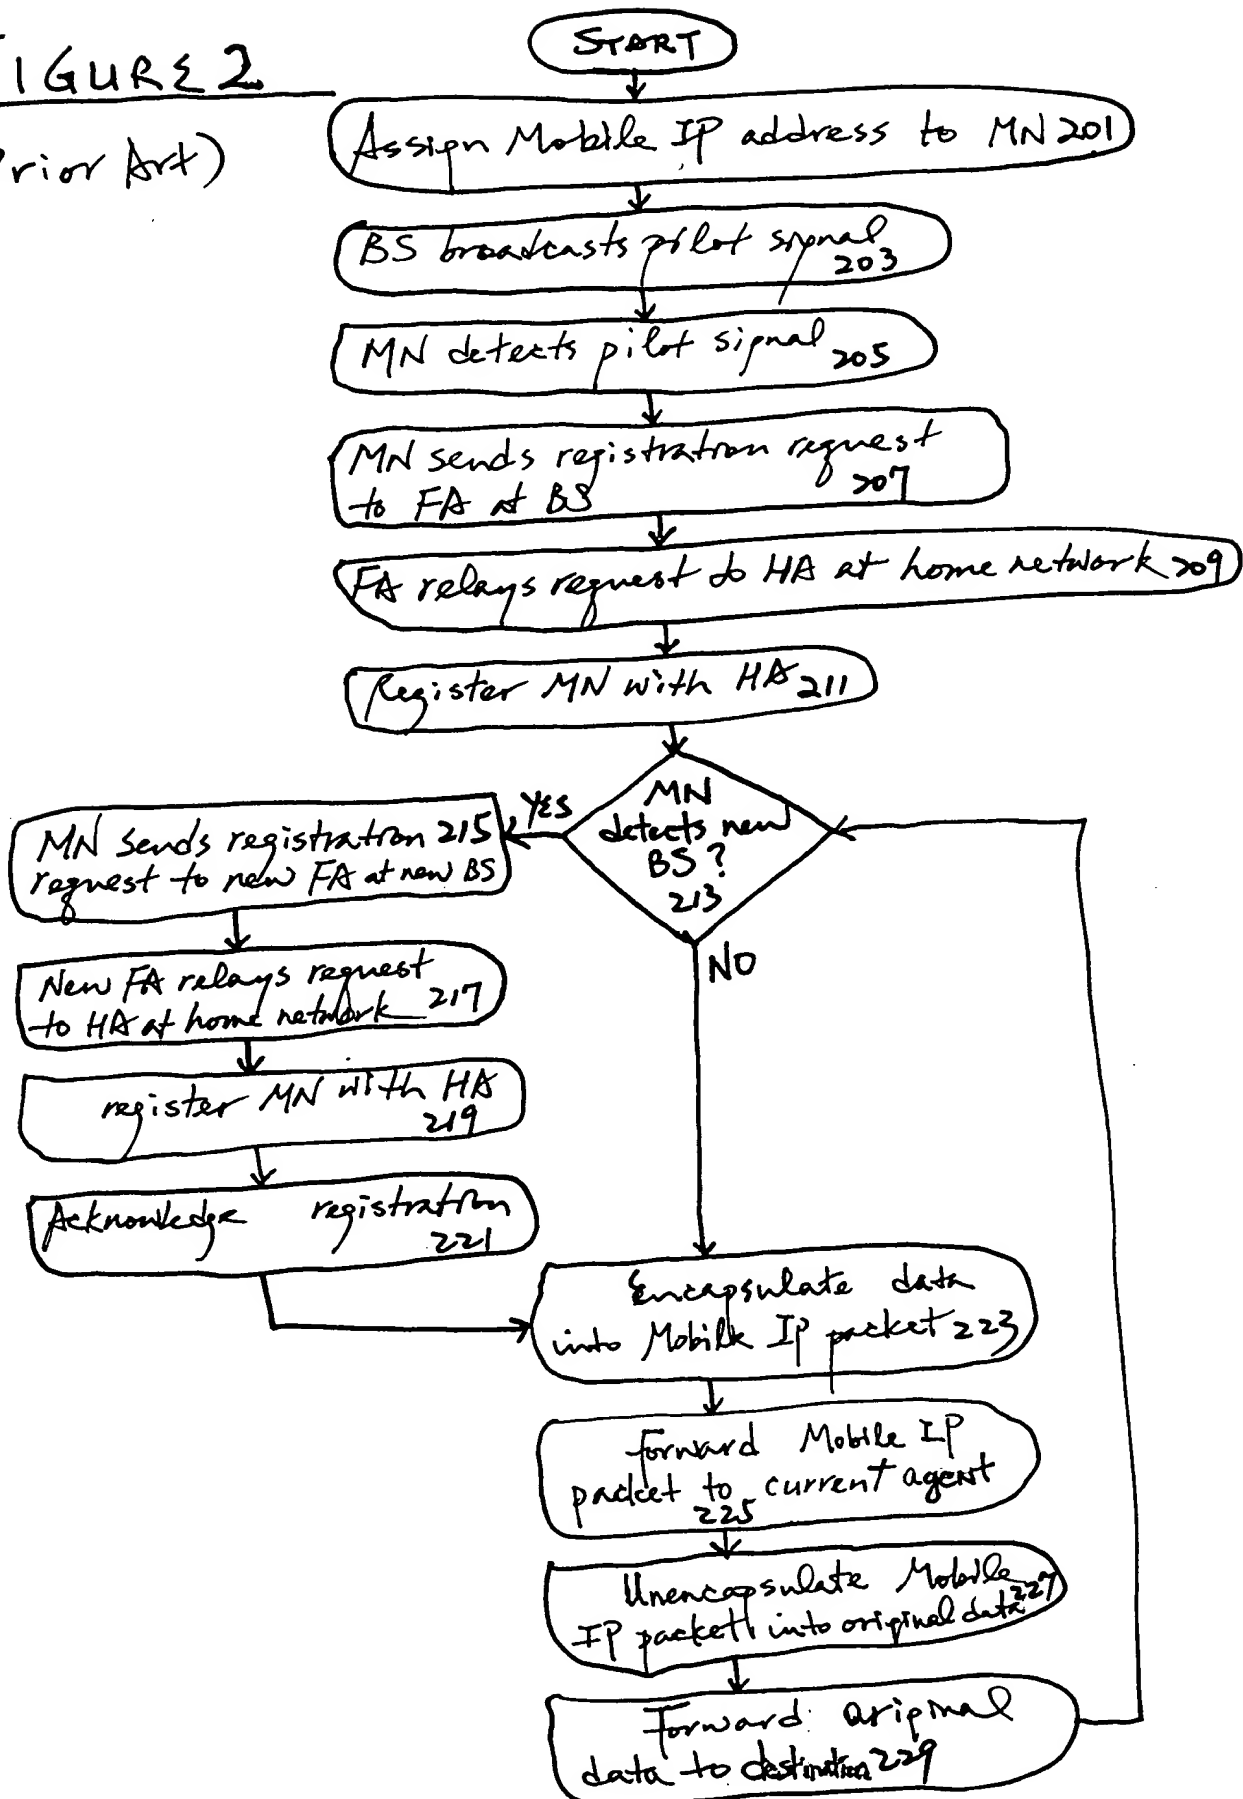 IGURE 2
rior Art)
START
Assign Mobile IP address to MN 201
BS broadcasts pilot signal
203
MN detects pilot signal 205
MN sends registration request
to FA at BS 207
FA relays request to HA at home network 209
Register MN with HA 211
MN
detects new
BS?
213
YES
NO
MN sends registration 215
request to new FA at new BS
New FA relays request
to HA at home network 217
register MN with HA
219
Acknowledge registration
221
Encapsulate data
into Mobile IP packet 223
forward Mobile IP
packet to current agent
225
Unencapsulate Mobile 227
IP packet into original data
Forward original
data to destination 229